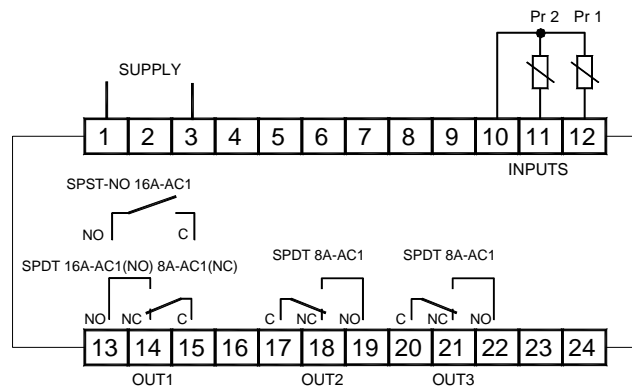 Pr 2 Pr 1
SUPPLY
1 2 3 4 5 6 7 8 9 10 11 12
INPUTS
SPST-NO 16A-AC1
NO C
SPDT 16A-AC1(NO) 8A-AC1(NC) SPDT 8A-AC1 SPDT 8A-AC1
NO NC C C NC NO C NC NO
13 14 15 16 17 18 19 20 21 22 23 24
OUT1 OUT2 OUT3